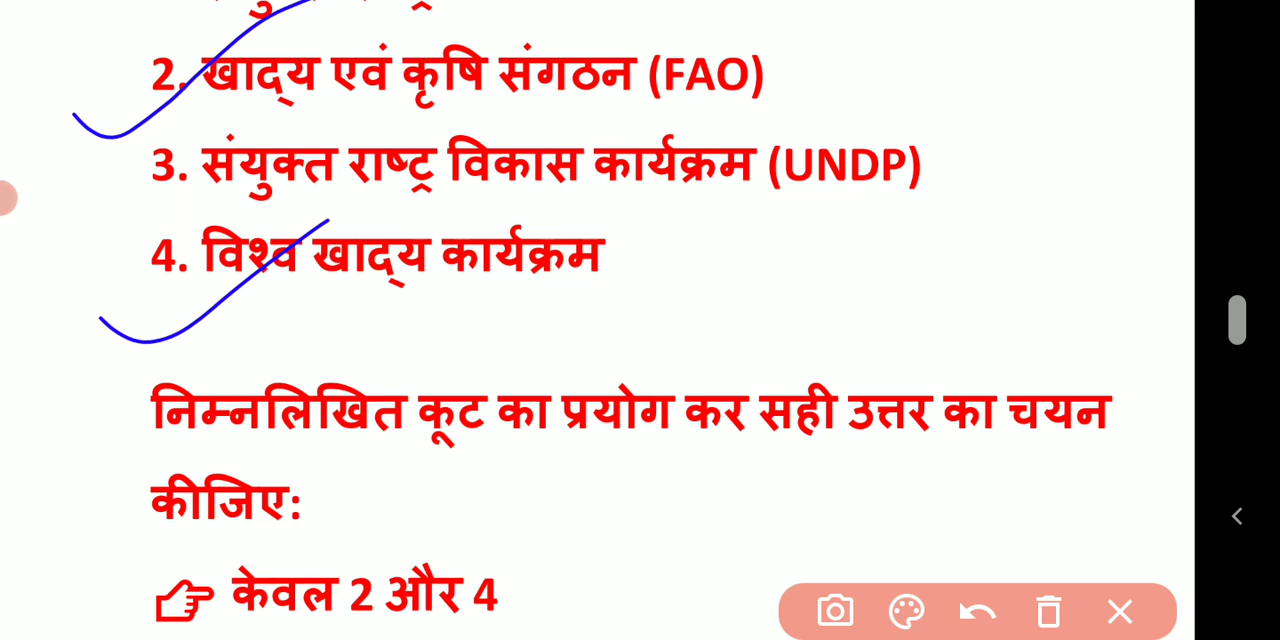 2. खाद्य एवं कृषि संगठन (FAO)
3. संयुक्त राष्ट्र विकास कार्यक्रम (UNDP)
4. विश्व खाद्य कार्यक्रम
निम्नलिखित कूट का प्रयोग कर सही उत्तर का चयन
कीजिए:
केवल 2 और 4